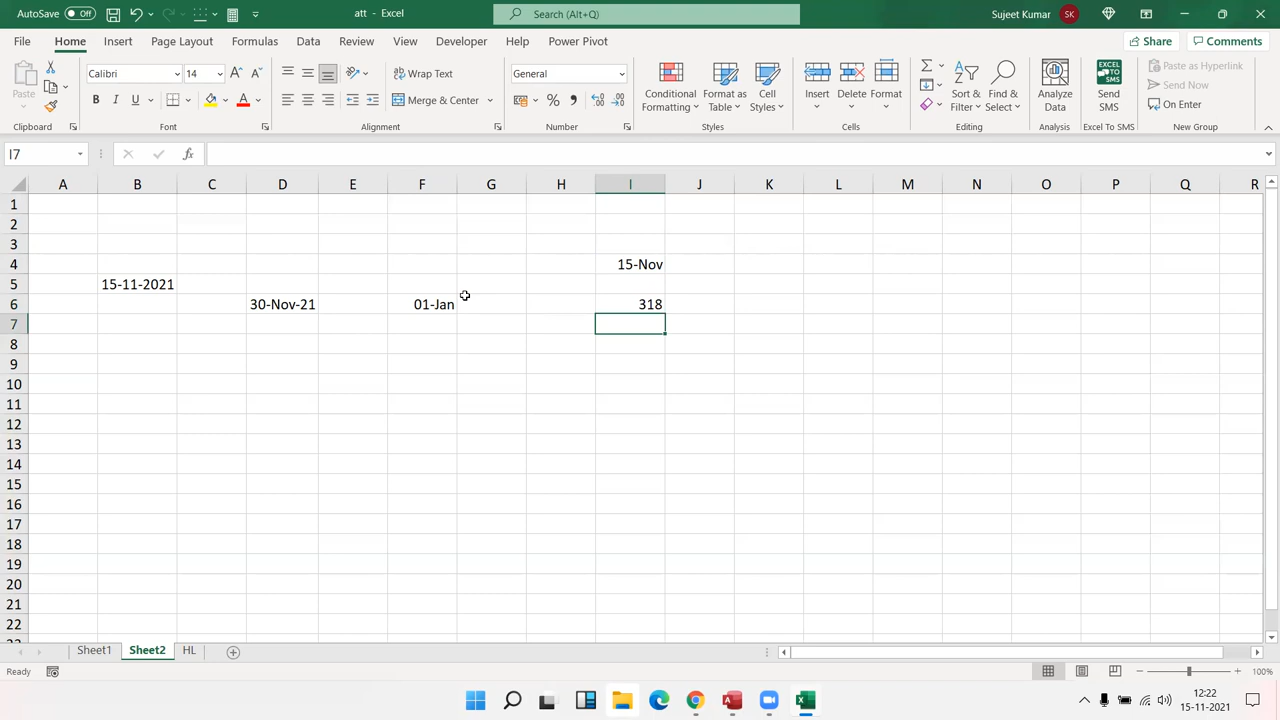 AutoSave Off
att - Excel
Search (Alt+Q)
Sujeet Kumar SK
File Home Insert Page Layout Formulas Data Review View Developer Help Power Pivot
Share Comments
Paste
Calibri 14
B I U A
Wrap Text
Merge & Center
General
Conditional Formatting
Format as Table
Cell Styles
Insert Delete Format
Sort & Filter
Find & Select
Analyze Data
Send SMS
Paste as Hyperlink
Send Now
On Enter
Clipboard Font Alignment Number Styles Cells Editing Analysis Excel To SMS New Group
I7 fx
A B C D E F G H I J K L M N O P Q R
1
2
3
4 15-Nov
5 15-11-2021
6 30-Nov-21 01-Jan 318
7
8
9
10
11
12
13
14
15
16
17
18
19
20
21
22
23
Sheet1 Sheet2 HL
Ready 100%
12:22
15-11-2021